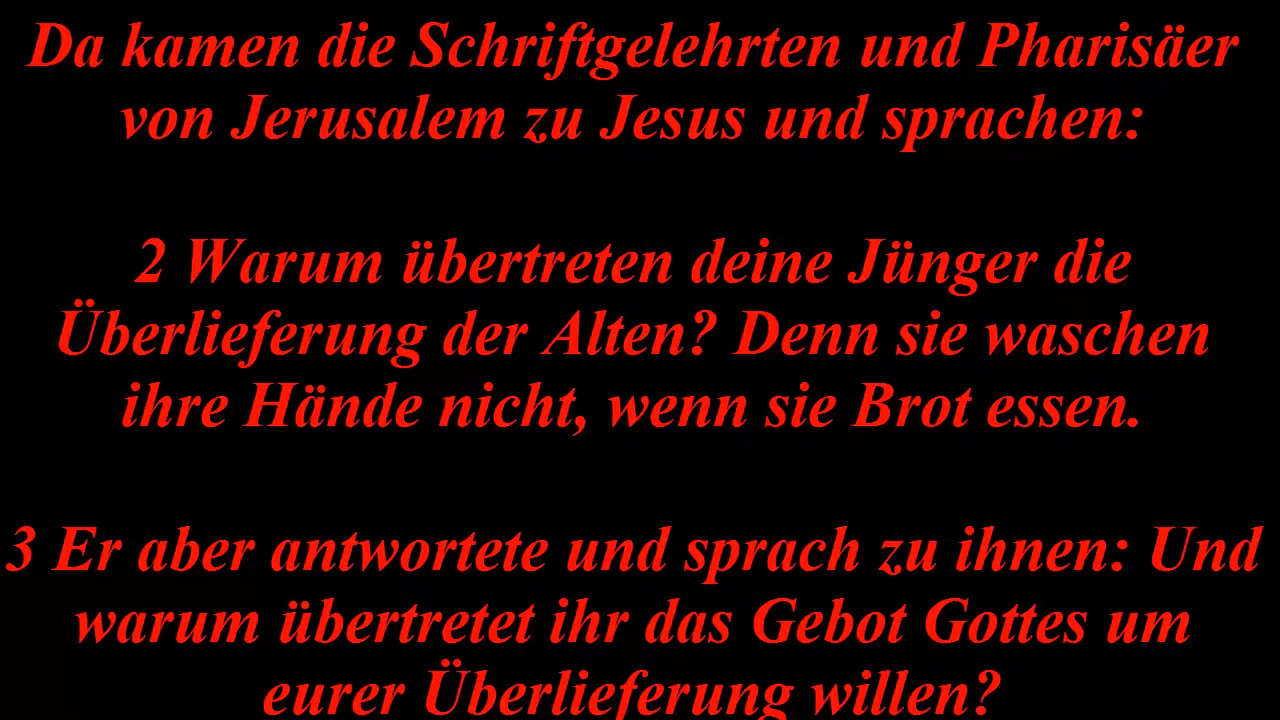 Da kamen die Schriftgelehrten und Pharisäer
von Jerusalem zu Jesus und sprachen:
2 Warum übertreten deine Jünger die
Überlieferung der Alten? Denn sie waschen
ihre Hände nicht, wenn sie Brot essen.
3 Er aber antwortete und sprach zu ihnen: Und
warum übertretet ihr das Gebot Gottes um
eurer Überlieferung willen?